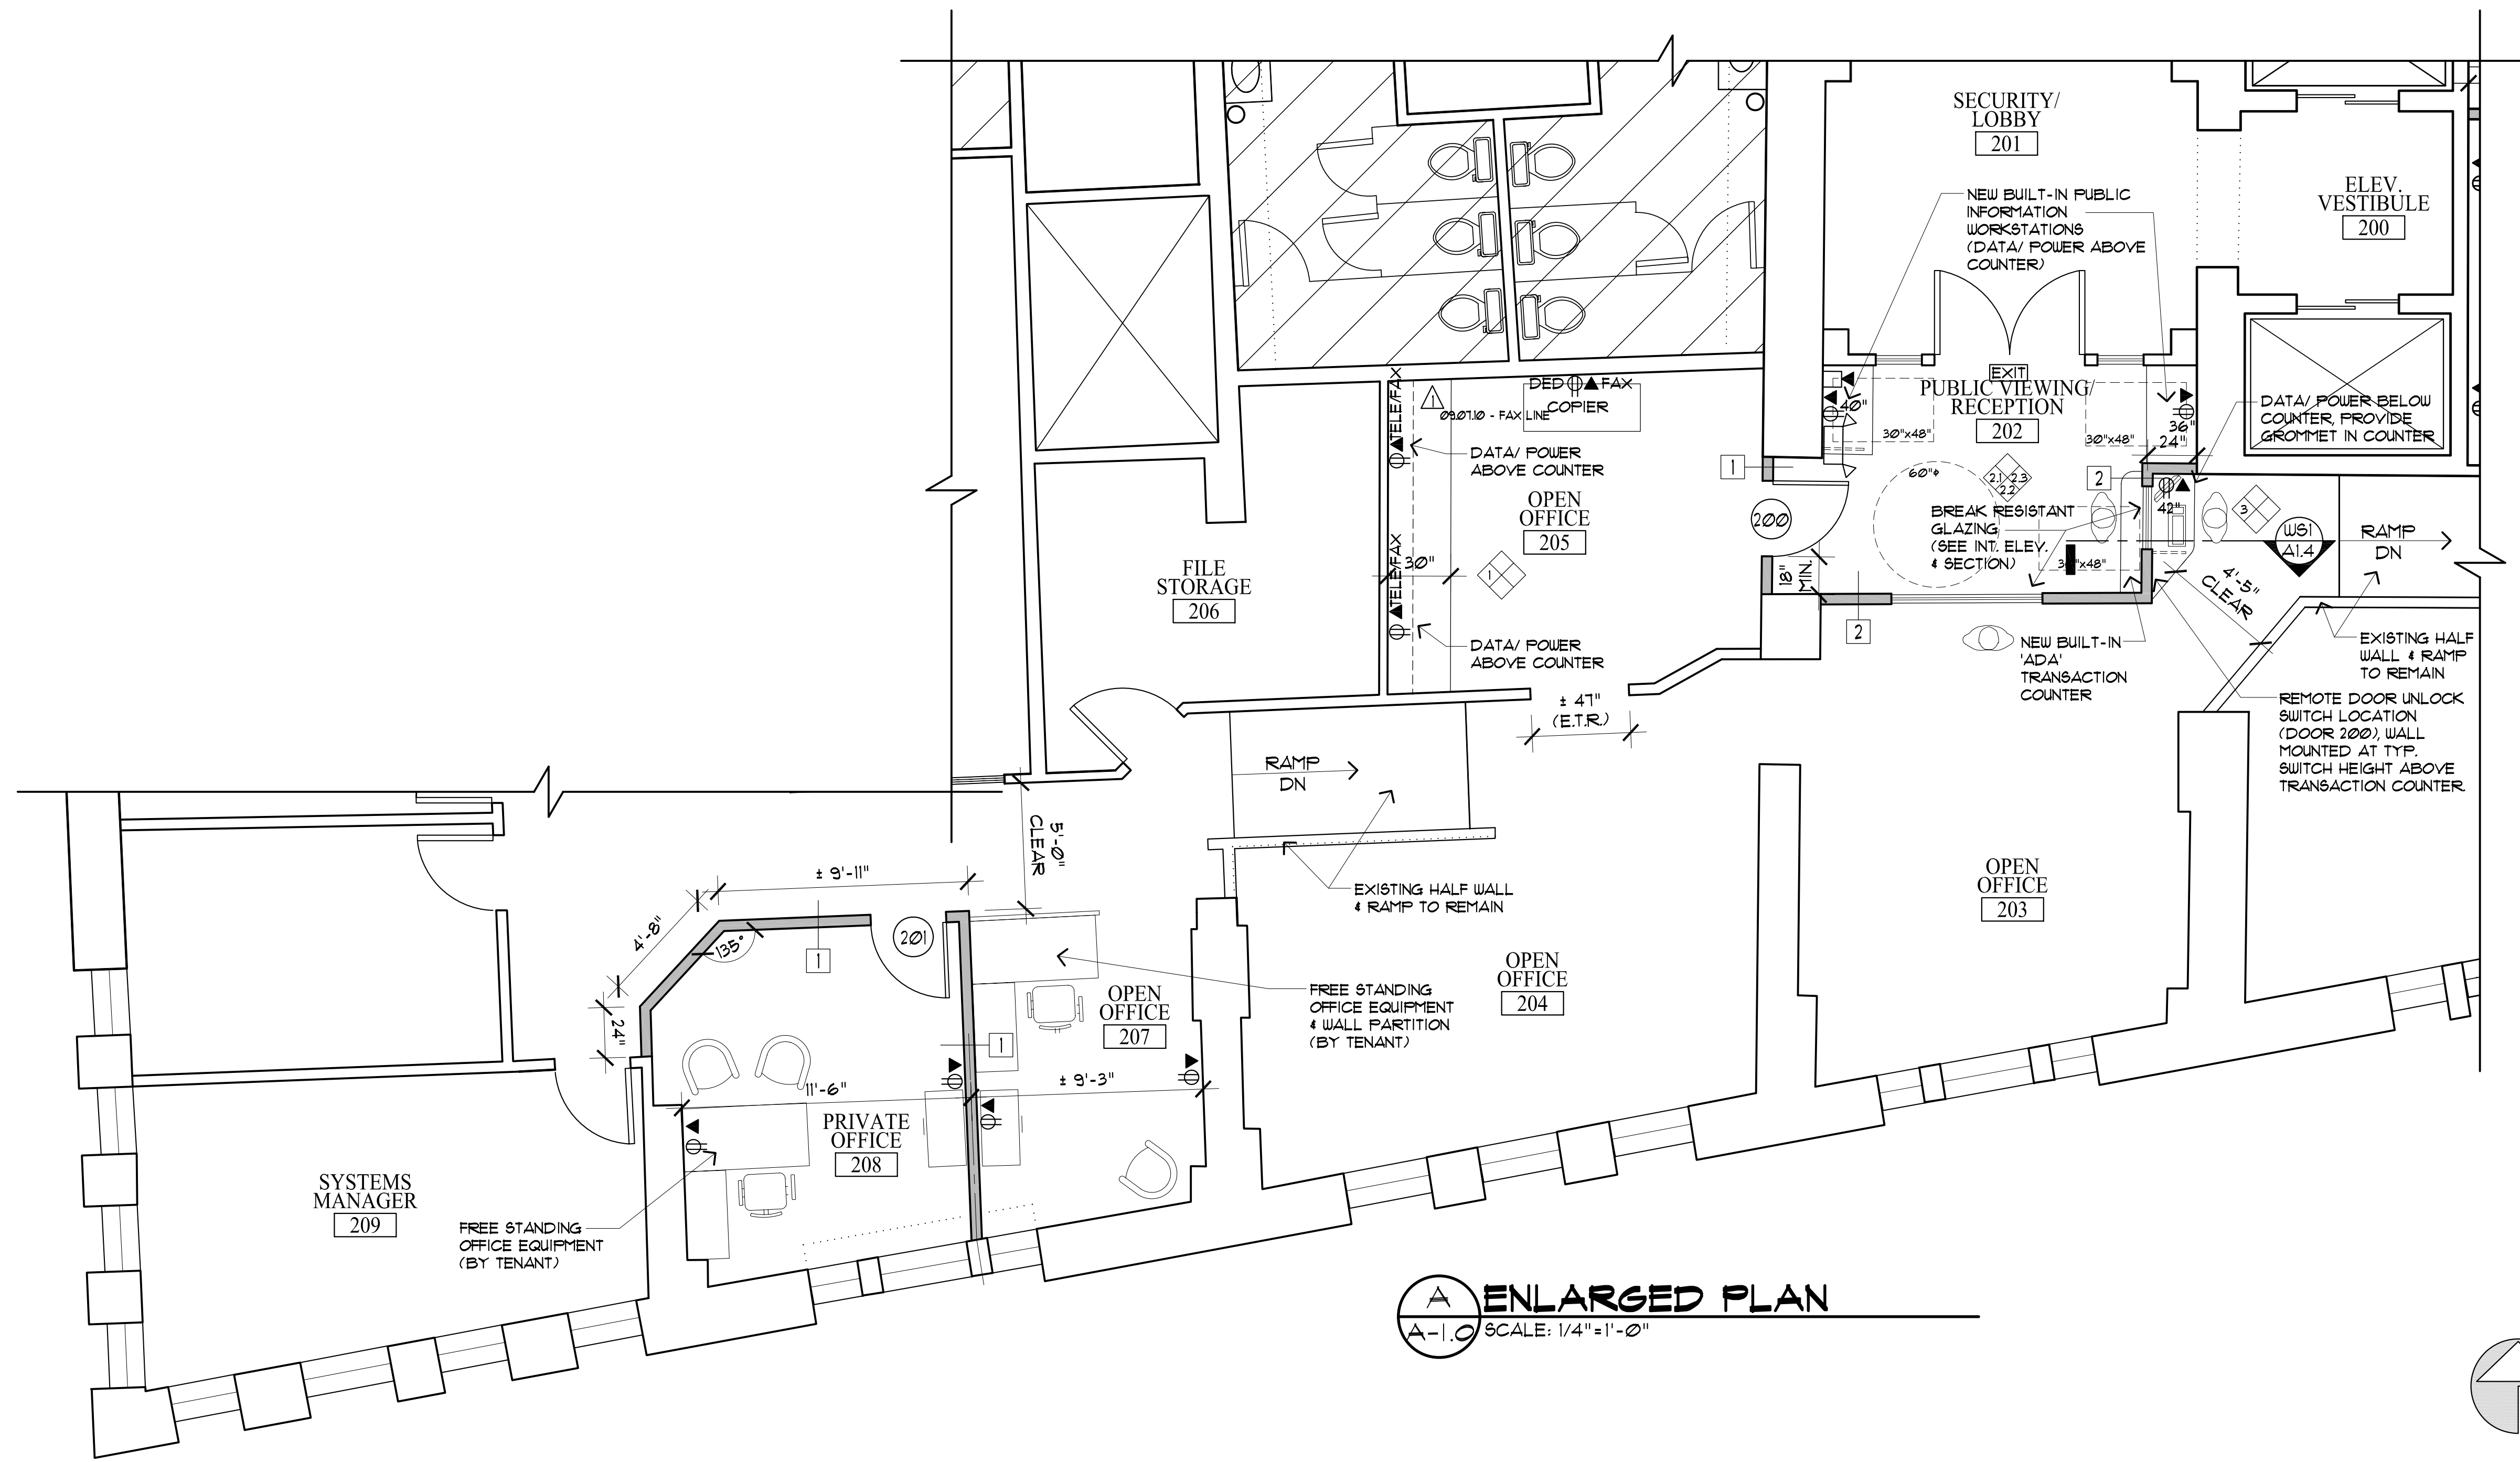 SECURITY/
LOBBY
201
ELEV.
VESTIBULE
200
NEW BUILT-IN PUBLIC
INFORMATION
WORKSTATIONS
(DATA/ POWER ABOVE
COUNTER)
EXIT
PUBLIC VIEWING/
RECEPTION
202
40"
30"x48"
30"x48"
36"
24"
DATA/ POWER BELOW
COUNTER, PROVIDE
GROMMET IN COUNTER
TELE/FAX
1
09.07.10 - FAX LINE
DED FAX
COPIER
DATA/ POWER
ABOVE COUNTER
OPEN
OFFICE
205
1
200
60"ø
2.1 2.3
2.2
2
42"
3
BREAK RESISTANT
GLAZING
(SEE INT. ELEV.
& SECTION)
WS1
A1.4
RAMP
DN
FILE
STORAGE
206
TELE/FAX
30"
1
18"
MIN.
4'-5"
CLEAR
DATA/ POWER
ABOVE COUNTER
2
NEW BUILT-IN
'ADA'
TRANSACTION
COUNTER
EXISTING HALF
WALL & RAMP
TO REMAIN
REMOTE DOOR UNLOCK
SWITCH LOCATION
(DOOR 200), WALL
MOUNTED AT TYP.
SWITCH HEIGHT ABOVE
TRANSACTION COUNTER.
± 47"
(E.T.R.)
RAMP
DN
5'-0"
CLEAR
EXISTING HALF WALL
& RAMP TO REMAIN
OPEN
OFFICE
203
± 9'-11"
4'-8"
135°
201
1
24"
FREE STANDING
OFFICE EQUIPMENT
& WALL PARTITION
(BY TENANT)
OPEN
OFFICE
204
OPEN
OFFICE
207
1
11'-6"
± 9'-3"
PRIVATE
OFFICE
208
SYSTEMS
MANAGER
209
FREE STANDING
OFFICE EQUIPMENT
(BY TENANT)
A
A-1.0
ENLARGED PLAN
SCALE: 1/4"=1'-0"